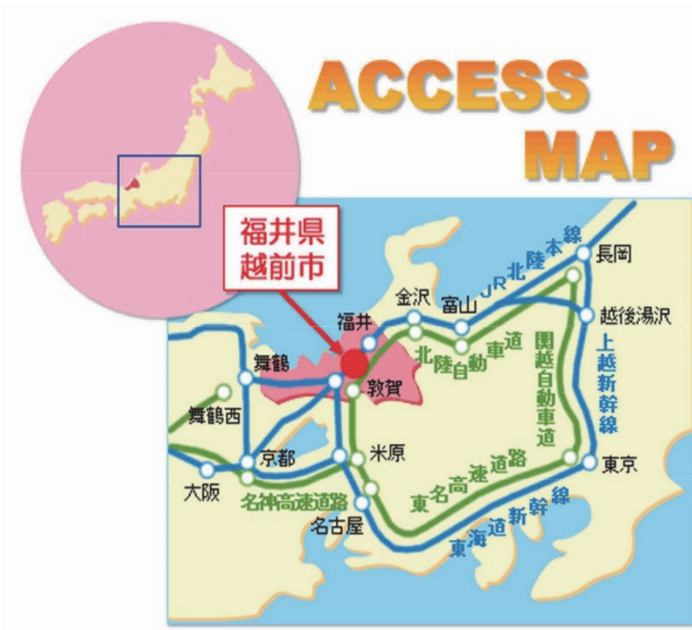 ACCESS
MAP
福井県
越前市
JR北陸本線
長岡
金沢
富山
福井
越後湯沢
北陸自動車道
関越自動車道
上越新幹線
舞鶴
敦賀
舞鶴西
京都
米原
東京
大阪
名神高速道路
東名高速道路
名古屋
東海道新幹線